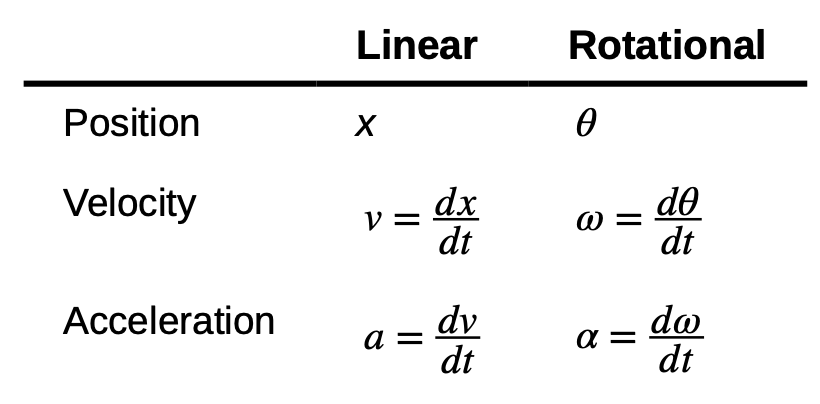 Linear Rotational
Position x θ
Velocity v = dx/dt ω = dθ/dt
Acceleration a = dv/dt α = dω/dt